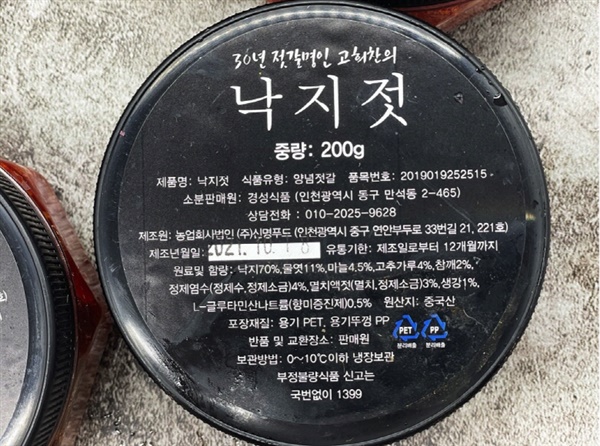 30년 젓갈명인 고희찬의
낙지젓
중량: 200g
제품명: 낙지젓 식품유형: 양념젓갈 품목번호: 2019019252515-
소분판매원: 경성식품 (인천광역시 동구 만석동 2-465)
상담전화 : 010-2025-9628
제조원: 농업회사법인 (주)신명푸드 (인천광역시 중구 연안부두로 33번길 21, 221호)
제조년월일: 2021. 10. 유통기한: 제조일로부터 12개월까지
원료및 함량: 낙지70%,물엿11%,마늘4.5%,고추가루4%,참깨2%,
정제염수(정제수,정제소금)4%,멸치액젓(멸치,정제소금)3%,생강1%,
L-글루타민산나트륨(향미증진제)0.5% 원산지: 중국산
포장재질: 용기 PET, 용기뚜껑 PP
반품 및 교환장소: 판매원
PET PP
분리배출 분리배출
보관방법: 0~10℃이하 냉장보관
부정불량식품 신고는
국번없이 1399